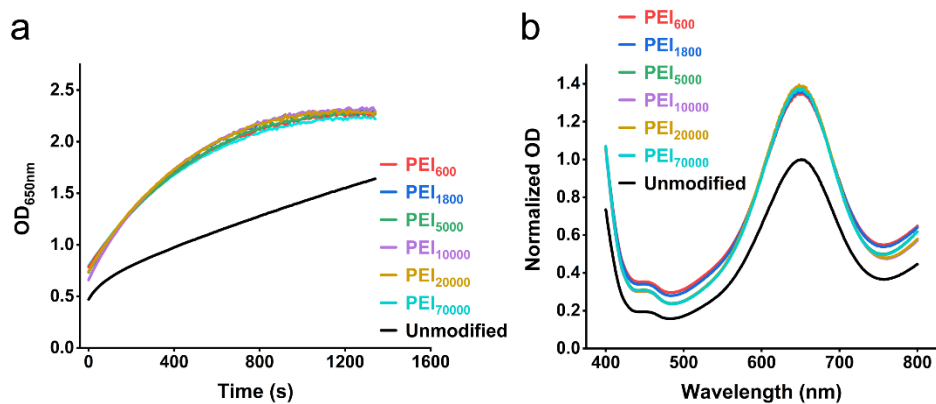 a
OD650nm
2.5
2.0
1.5
1.0
0.5
0.0
0
400
800
1200
1600
Time (s)
PEI600
PEI1800
PEI5000
PEI10000
PEI20000
PEI70000
Unmodified
b
PEI600
PEI1800
PEI5000
PEI10000
PEI20000
PEI70000
Unmodified
Normalized OD
1.4
1.2
1.0
0.8
0.6
0.4
0.2
0.0
400
500
600
700
800
Wavelength (nm)